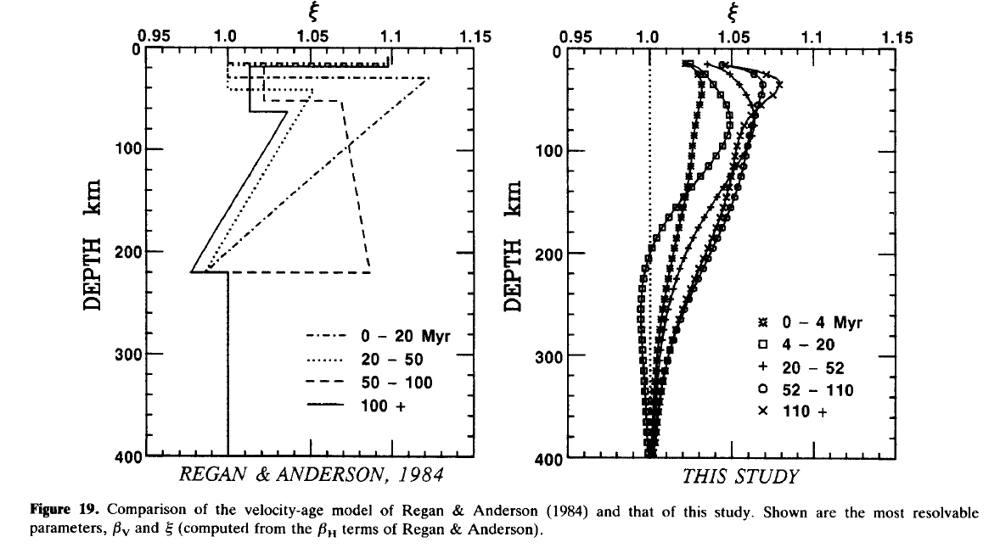 ξ
0.95 1.0 1.05 1.1 1.15
0
100
200
300
400
DEPTH km
0 – 20 Myr
20 – 50
50 – 100
100 +
REGAN & ANDERSON, 1984
ξ
0.95 1.0 1.05 1.1 1.15
0
100
200
300
400
DEPTH km
0 – 4 Myr
4 – 20
20 – 52
52 – 110
110 +
THIS STUDY
Figure 19. Comparison of the velocity-age model of Regan & Anderson (1984) and that of this study. Shown are the most resolvable
parameters, βV and ξ (computed from the βH terms of Regan & Anderson).